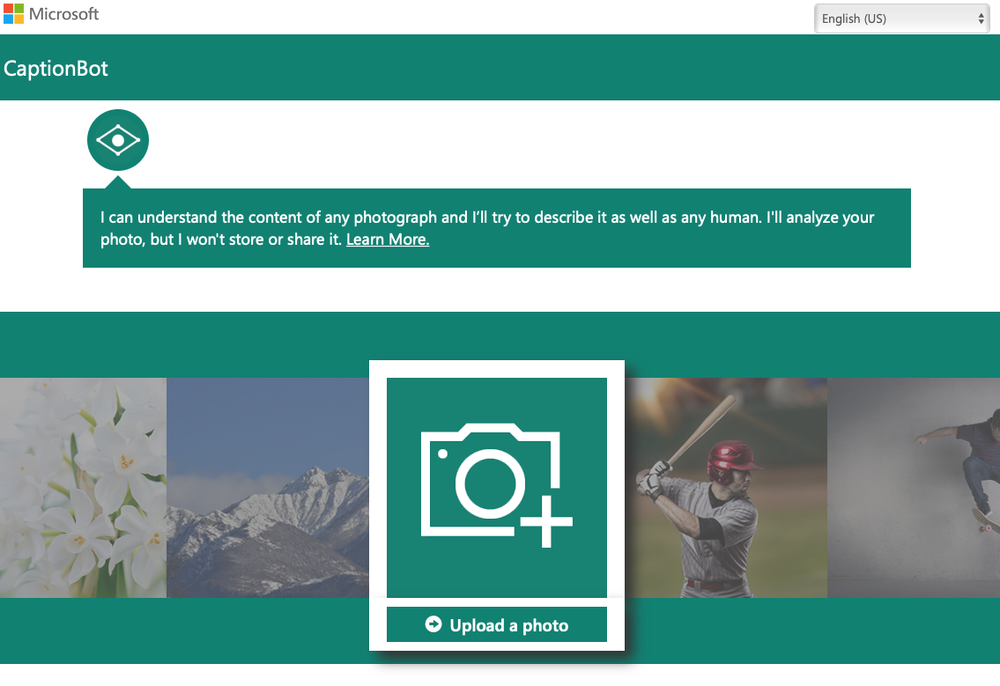 Microsoft
English (US)
CaptionBot
I can understand the content of any photograph and I’ll try to describe it as well as any human. I'll analyze your
photo, but I won't store or share it. Learn More.
Upload a photo